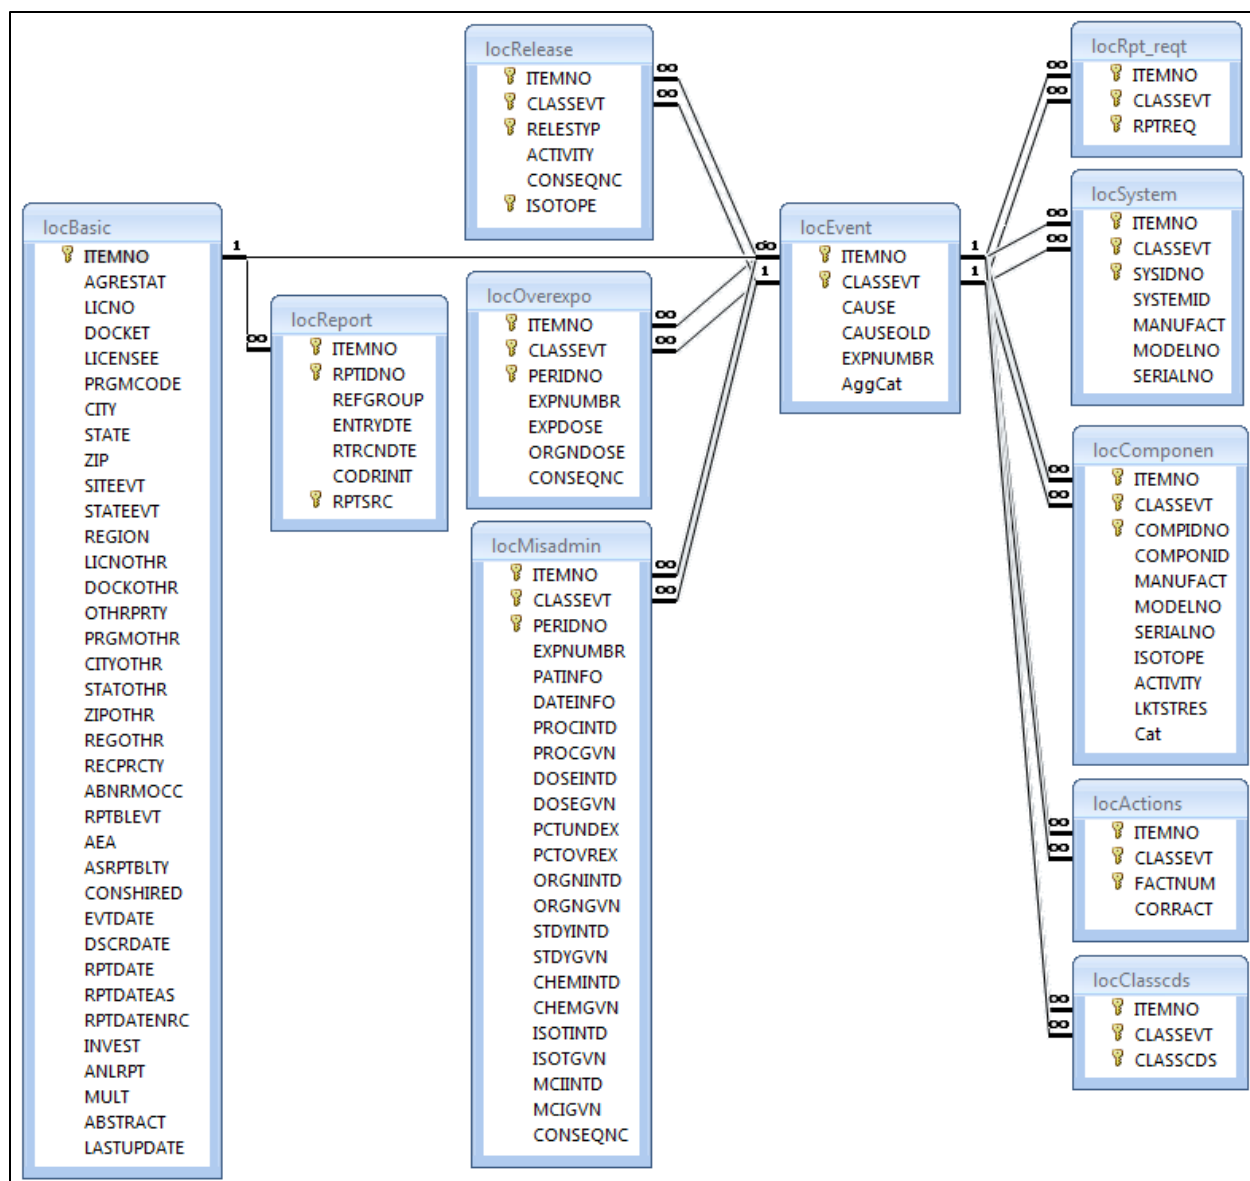 locBasic
ITEMNO
AGRESTAT
LICNO
DOCKET
LICENSEE
PRGMCODE
CITY
STATE
ZIP
SITEEVT
STATEEVT
REGION
LICNOTHR
DOCKOTHR
OTHRPRTY
PRGMOTHR
CITYOTHR
STATOTHR
ZIPOTHR
REGOTHR
RECPRCTY
ABNRMOCC
RPTBLEVT
AEA
ASRPTBLTY
CONSHIRED
EVTDATE
DSCRDATE
RPTDATE
RPTDATEAS
RPTDATENRC
INVEST
ANLRPT
MULT
ABSTRACT
LASTUPDATE
1
∞
locReport
ITEMNO
RPTIDNO
REFGROUP
ENTRYDTE
RTRCNDTE
CODRINIT
RPTSRC
locRelease
ITEMNO
CLASSEVT
RELESTYP
ACTIVITY
CONSEQNC
ISOTOPE
∞
∞
locOverexpo
ITEMNO
CLASSEVT
PERIDNO
EXPNUMBR
EXPDOSE
ORGNDOSE
CONSEQNC
∞
∞
locMisadmin
ITEMNO
CLASSEVT
PERIDNO
EXPNUMBR
PATINFO
DATEINFO
PROCINTD
PROCGVN
DOSEINTD
DOSEGVN
PCTUNDEX
PCTOVREX
ORGNINTD
ORGNGVN
STDYINTD
STDYGVN
CHEMINTD
CHEMGVN
ISOTINTD
ISOTGVN
MCIINTD
MCIGVN
CONSEQNC
∞
∞
∞
1
locEvent
ITEMNO
CLASSEVT
CAUSE
CAUSEOLD
EXPNUMBR
AggCat
1
1
∞
∞
locRpt_reqt
ITEMNO
CLASSEVT
RPTREQ
∞
∞
locSystem
ITEMNO
CLASSEVT
SYSIDNO
SYSTEMID
MANUFACT
MODELNO
SERIALNO
∞
∞
locComponen
ITEMNO
CLASSEVT
COMPIDNO
COMPONID
MANUFACT
MODELNO
SERIALNO
ISOTOPE
ACTIVITY
LKTSTRES
Cat
∞
∞
locActions
ITEMNO
CLASSEVT
FACTNUM
CORRACT
∞
∞
locClasscds
ITEMNO
CLASSEVT
CLASSCDS